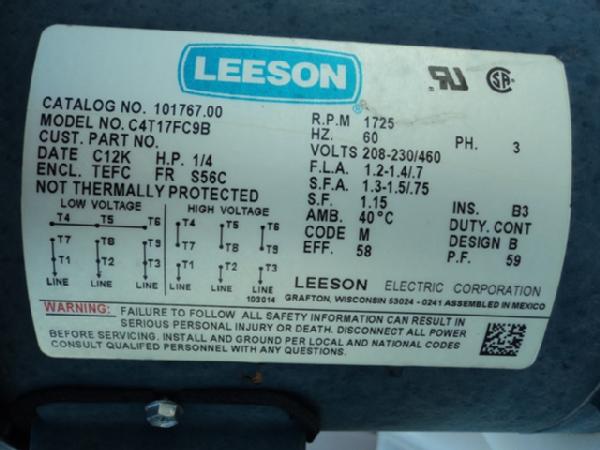 LEESON ®
CATALOG NO. 101767.00
MODEL NO. C4T17FC9B
CUST. PART NO.
DATE C12K H.P. 1/4
ENCL. TEFC FR S56C
NOT THERMALLY PROTECTED
R.P.M 1725
HZ. 60 PH. 3
VOLTS 208-230/460
F.L.A. 1.2-1.4/.7
S.F.A. 1.3-1.5/.75
S.F. 1.15 INS. B3
AMB. 40°C DUTY. CONT
CODE M DESIGN B
EFF. 58 P.F. 59
LOW VOLTAGE HIGH VOLTAGE
T4 T5 T6 T4 T5 T6
T7 T8 T9 T7 T8 T9
T1 T2 T3 T1 T2 T3
LINE LINE LINE LINE LINE LINE
103014
LEESON ELECTRIC CORPORATION
GRAFTON, WISCONSIN 53024 - 0241 ASSEMBLED IN MEXICO
WARNING: FAILURE TO FOLLOW ALL SAFETY INFORMATION CAN RESULT IN
SERIOUS PERSONAL INJURY OR DEATH. DISCONNECT ALL POWER
BEFORE SERVICING. INSTALL AND GROUND PER LOCAL AND NATIONAL CODES
CONSULT QUALIFED PERSONNEL WITH ANY QUESTIONS.